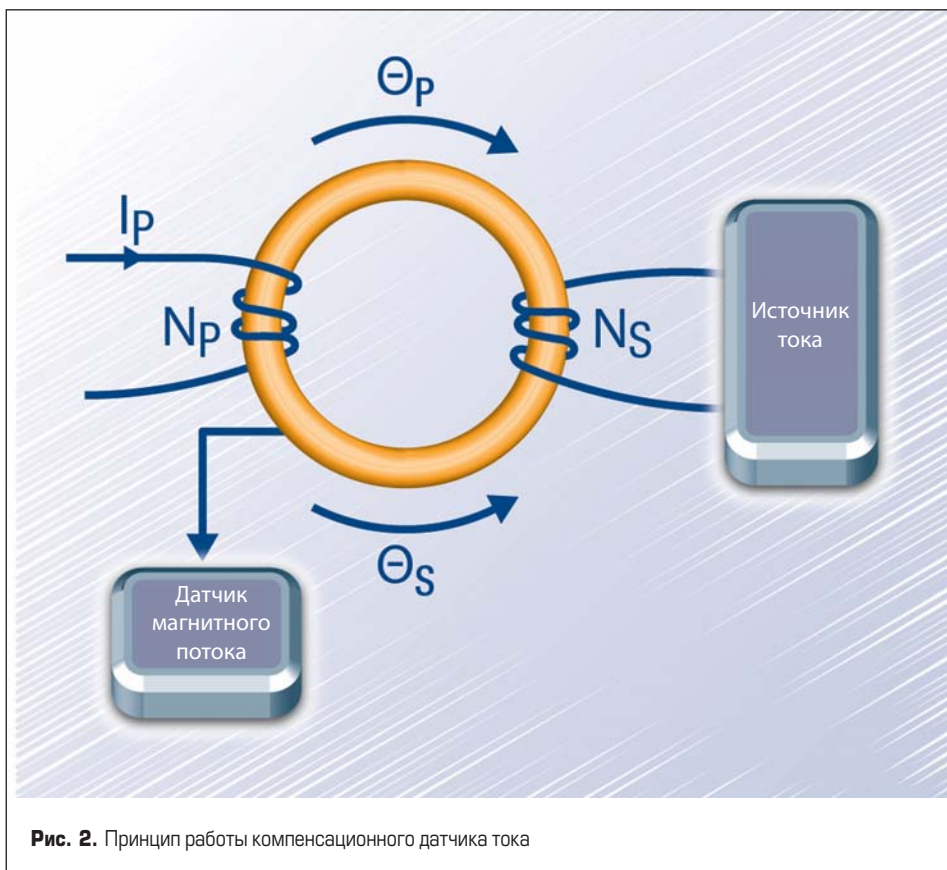 ΘP
IP
NP
NS
Источник
тока
ΘS
Датчик
магнитного
потока
Рис. 2. Принцип работы компенсационного датчика тока